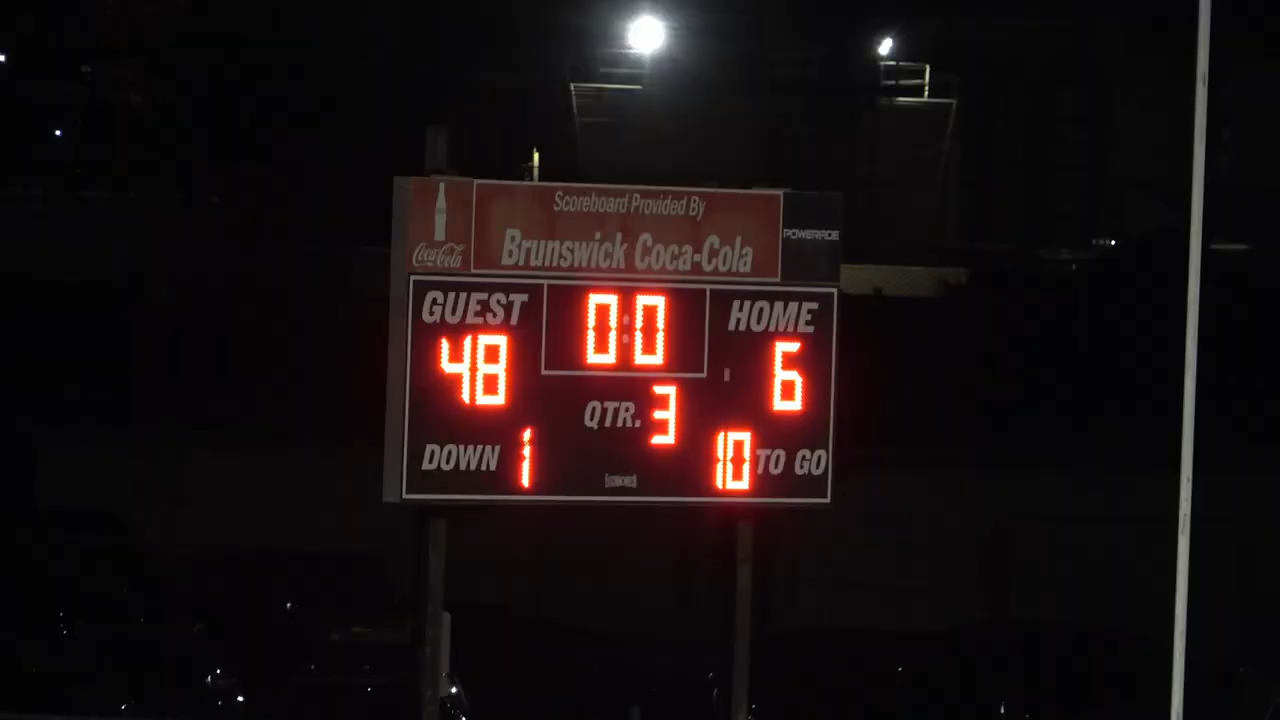 Scoreboard Provided By
Coca-Cola
Brunswick Coca-Cola
POWERADE
GUEST
0:0
HOME
48
6
QTR. 3
DOWN 1
10 TO GO